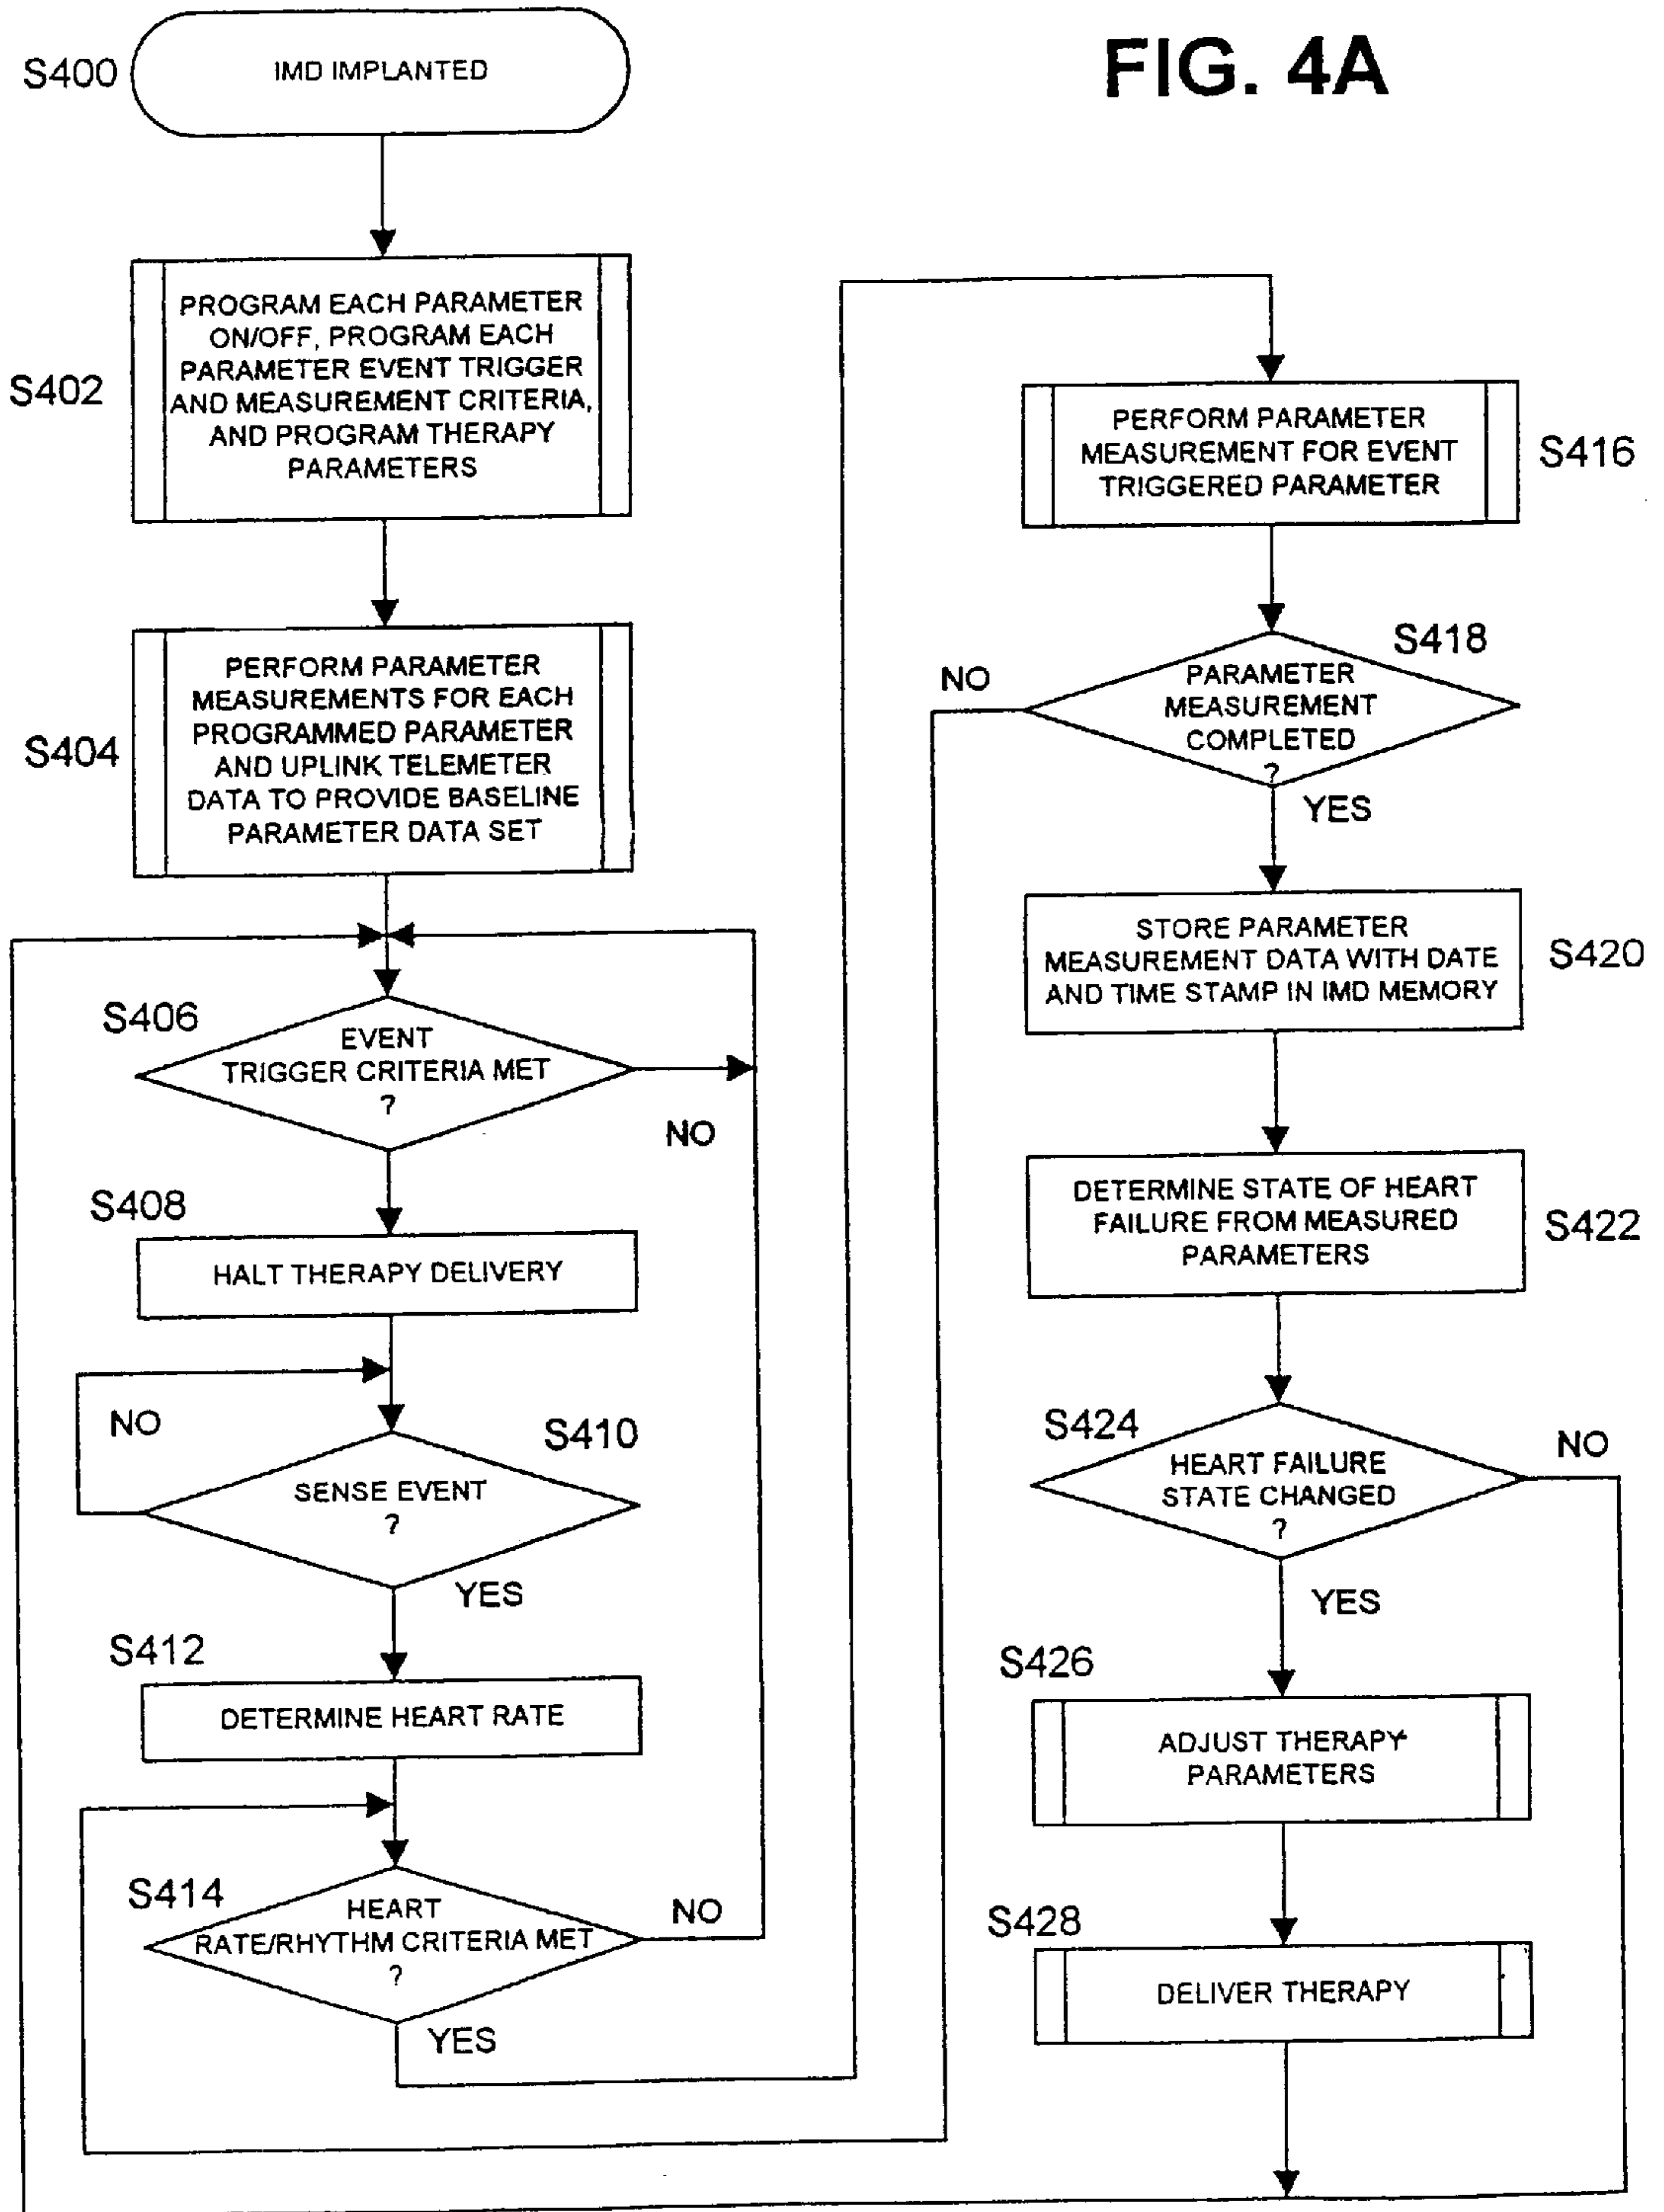 FIG. 4A
S400
IMD IMPLANTED
S402
PROGRAM EACH PARAMETER
ON/OFF, PROGRAM EACH
PARAMETER EVENT TRIGGER
AND MEASUREMENT CRITERIA,
AND PROGRAM THERAPY
PARAMETERS
S404
PERFORM PARAMETER
MEASUREMENTS FOR EACH
PROGRAMMED PARAMETER
AND UPLINK TELEMETER
DATA TO PROVIDE BASELINE
PARAMETER DATA SET
S406
EVENT
TRIGGER CRITERIA MET
?
NO
S408
HALT THERAPY DELIVERY
NO
S410
SENSE EVENT
?
YES
S412
DETERMINE HEART RATE
S414
HEART
RATE/RHYTHM CRITERIA MET
?
NO
YES
PERFORM PARAMETER
MEASUREMENT FOR EVENT
TRIGGERED PARAMETER
S416
S418
NO
PARAMETER
MEASUREMENT
COMPLETED
?
YES
STORE PARAMETER
MEASUREMENT DATA WITH DATE
AND TIME STAMP IN IMD MEMORY
S420
DETERMINE STATE OF HEART
FAILURE FROM MEASURED
PARAMETERS
S422
S424
HEART FAILURE
STATE CHANGED
?
NO
YES
S426
ADJUST THERAPY
PARAMETERS
S428
DELIVER THERAPY